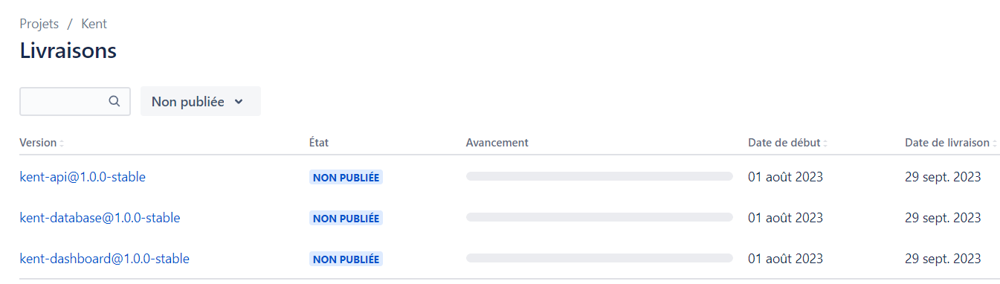 Projets / Kent
Livraisons
Non publiée
Version État Avancement Date de début Date de livraison
kent-api@1.0.0-stable NON PUBLIÉE 01 août 2023 29 sept. 2023
kent-database@1.0.0-stable NON PUBLIÉE 01 août 2023 29 sept. 2023
kent-dashboard@1.0.0-stable NON PUBLIÉE 01 août 2023 29 sept. 2023